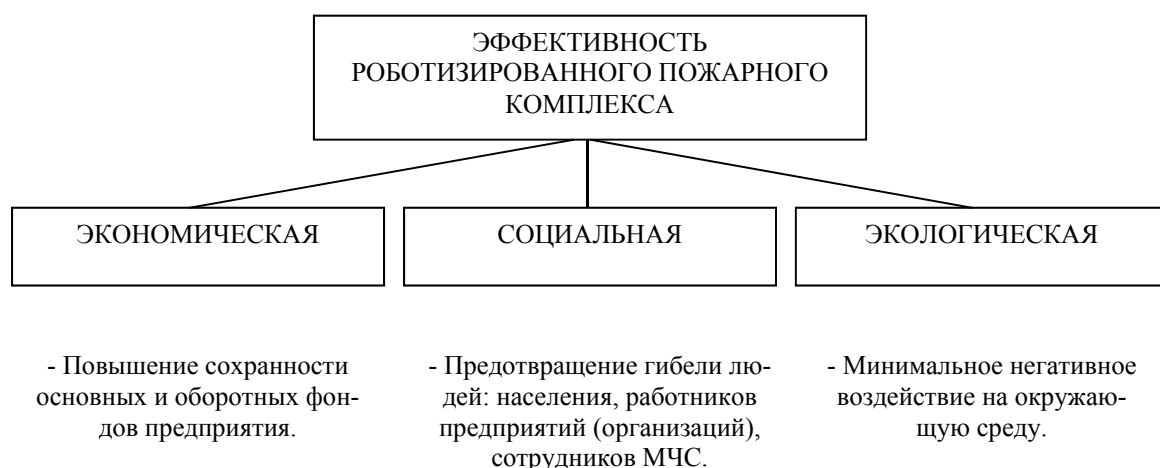 ЭФФЕКТИВНОСТЬ
РОБОТИЗИРОВАННОГО ПОЖАРНОГО
КОМПЛЕКСА
ЭКОНОМИЧЕСКАЯ
СОЦИАЛЬНАЯ
ЭКОЛОГИЧЕСКАЯ
- Повышение сохранности
основных и оборотных фон-
дов предприятия.
- Предотвращение гибели лю-
дей: населения, работников
предприятий (организаций),
сотрудников МЧС.
- Минимальное негативное
воздействие на окружаю-
щую среду.